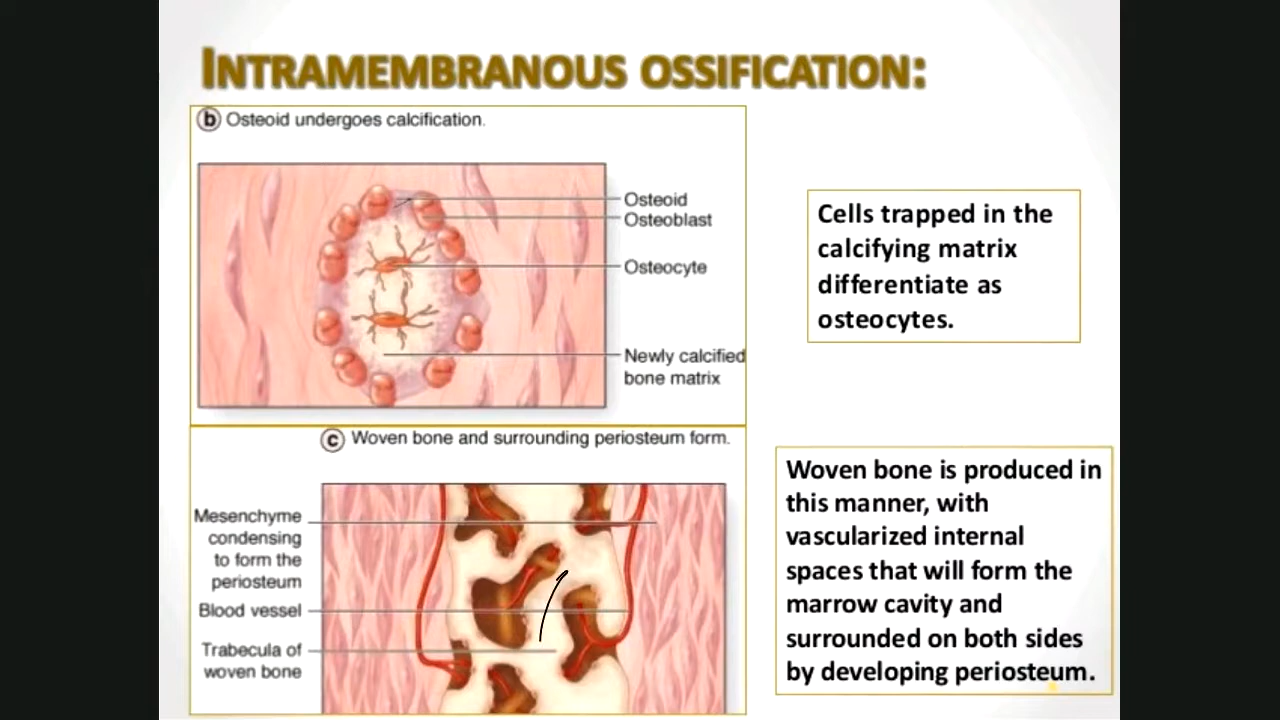 INTRAMEMBRANOUS OSSIFICATION:
b Osteoid undergoes calcification.
Osteoid
Osteoblast
Osteocyte
Newly calcified
bone matrix
Cells trapped in the
calcifying matrix
differentiate as
osteocytes.
c Woven bone and surrounding periosteum form.
Mesenchyme
condensing
to form the
periosteum
Blood vessel
Trabecula of
woven bone
Woven bone is produced in
this manner, with
vascularized internal
spaces that will form the
marrow cavity and
surrounded on both sides
by developing periosteum.